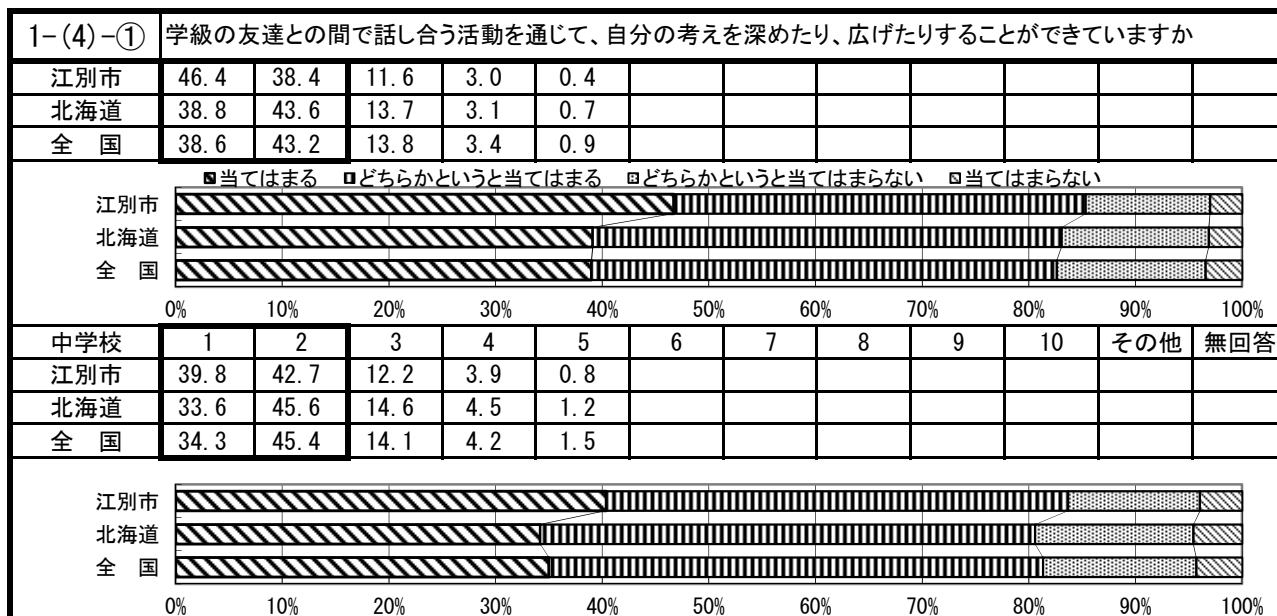 1-(4)-① 学級の友達との間で話し合う活動を通じて、自分の考えを深めたり、広げたりすることができていますか
江別市 46.4 38.4 11.6 3.0 0.4
北海道 38.8 43.6 13.7 3.1 0.7
全 国 38.6 43.2 13.8 3.4 0.9
当てはまる どちらかというと当てはまる どちらかというと当てはまらない 当てはまらない
江別市
北海道
全 国
0% 10% 20% 30% 40% 50% 60% 70% 80% 90% 100%
中学校 1 2 3 4 5 6 7 8 9 10 その他 無回答
江別市 39.8 42.7 12.2 3.9 0.8
北海道 33.6 45.6 14.6 4.5 1.2
全 国 34.3 45.4 14.1 4.2 1.5
江別市
北海道
全 国
0% 10% 20% 30% 40% 50% 60% 70% 80% 90% 100%